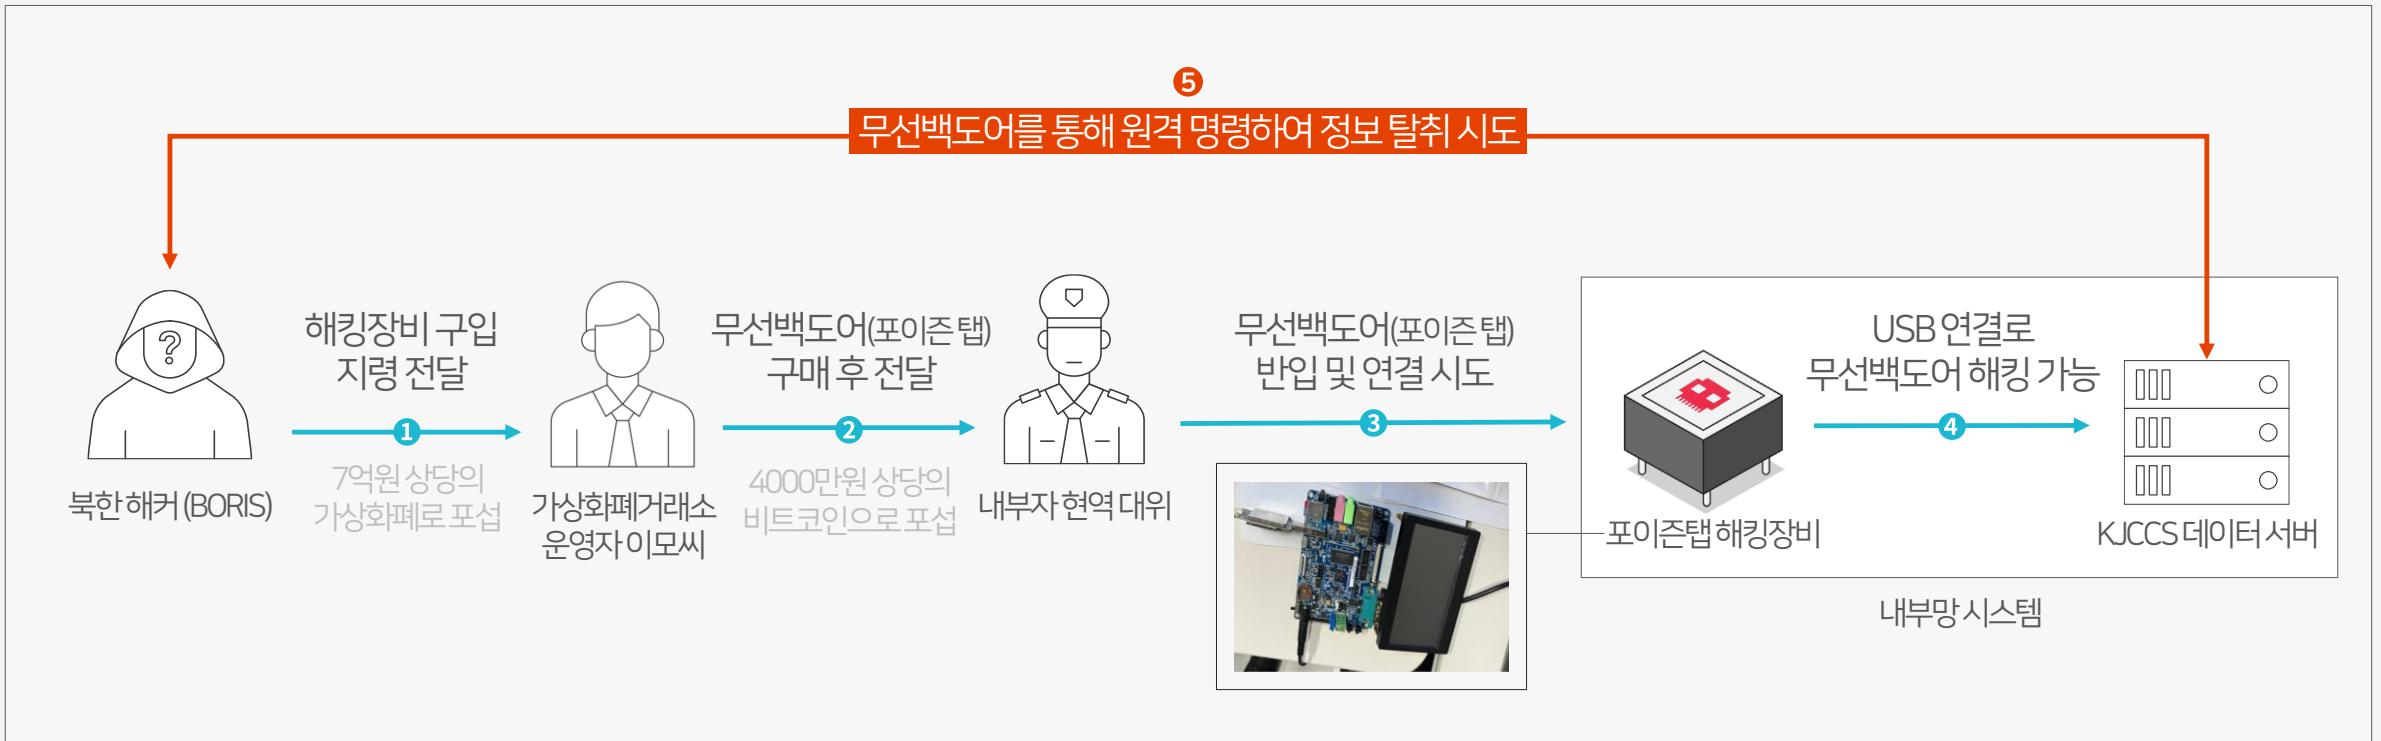 ❺
무선백도어를 통해 원격 명령하여 정보 탈취 시도
?
북한 해커 (BORIS)
해킹장비 구입
지령 전달
❶
7억원 상당의
가상화폐로 포섭
가상화폐거래소
운영자 이모씨
무선백도어(포이즌 탭)
구매 후 전달
❷
4000만원 상당의
비트코인으로 포섭
내부자 현역 대위
무선백도어(포이즌 탭)
반입 및 연결 시도
❸
포이즌탭 해킹장비
USB 연결로
무선백도어 해킹 가능
❹
KJCCS 데이터 서버
내부망 시스템